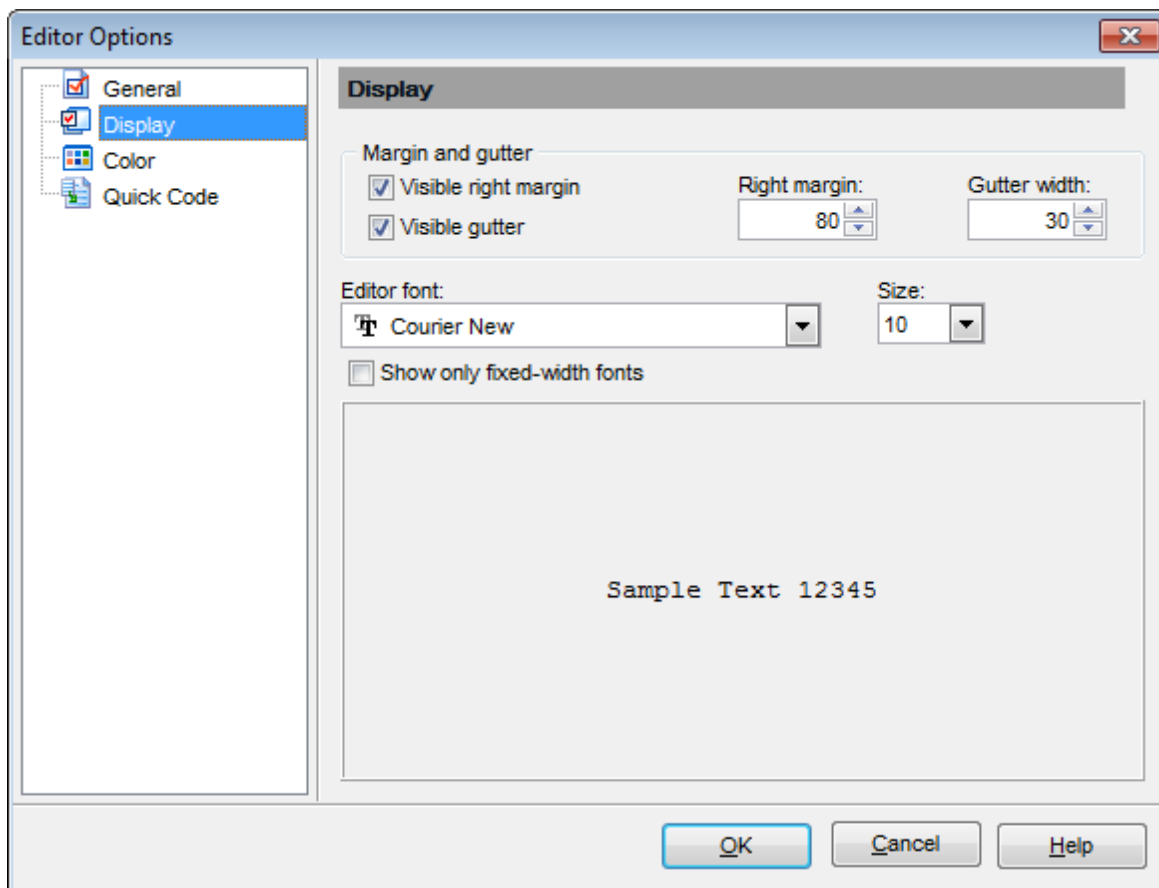 Editor Options
General
Display
Color
Quick Code
Display
Margin and gutter
Visible right margin
Visible gutter
Right margin:
80
Gutter width:
30
Editor font:
Courier New
Size:
10
Show only fixed-width fonts
Sample Text 12345
OK
Cancel
Help